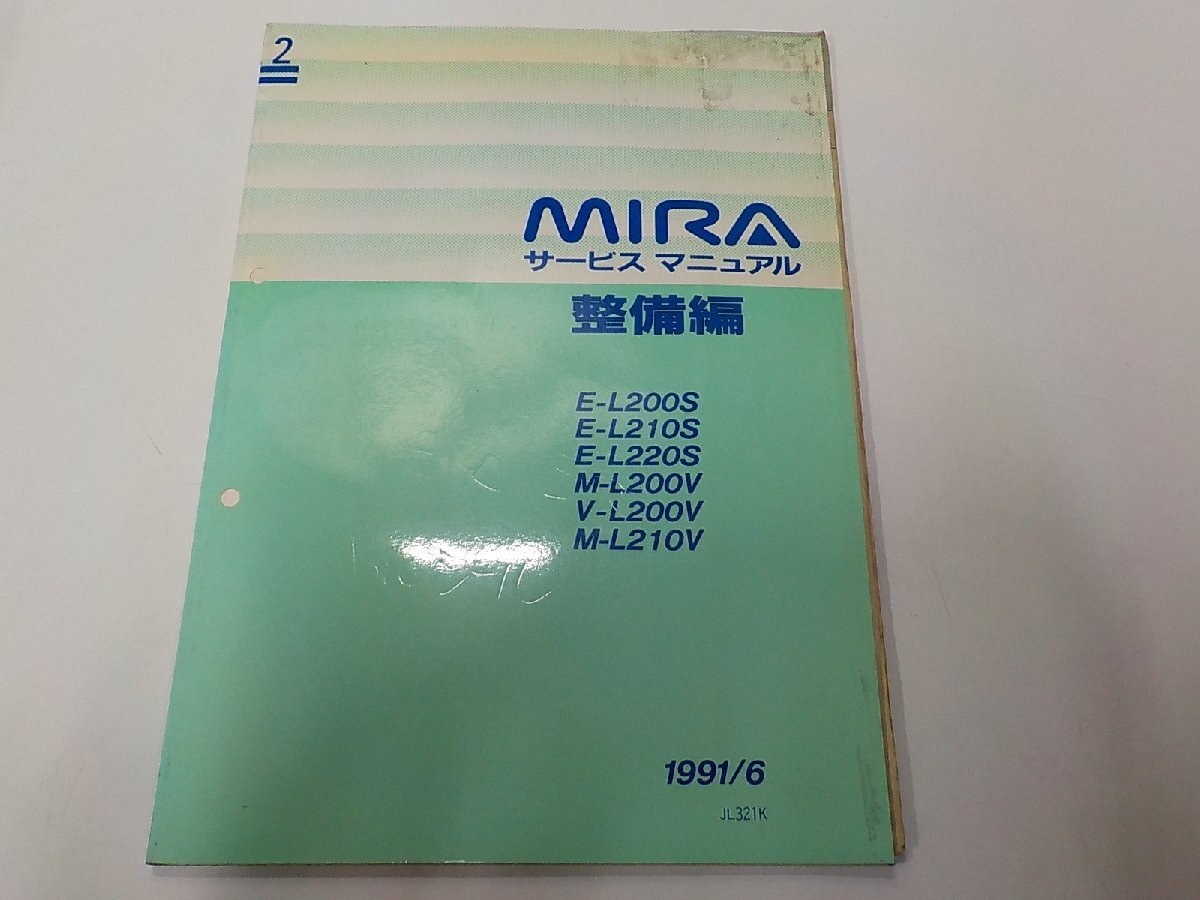 2
MIRA
サービス マニュアル
整備編
E-L200S
E-L210S
E-L220S
M-L200V
V-L200V
M-L210V
1991/6
JL321K